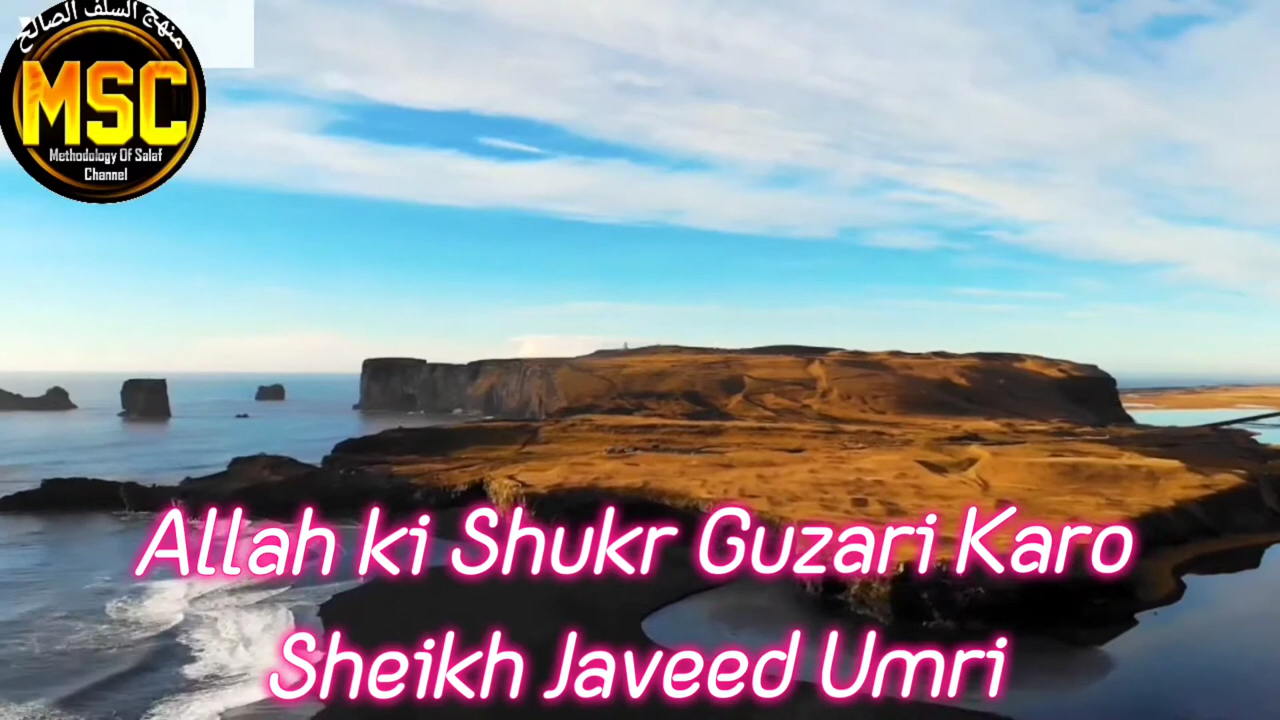 منهج السلف الصالح
MSC
Methodology Of Salaf
Channel
Allah ki Shukr Guzari Karo
Sheikh Javeed Umri